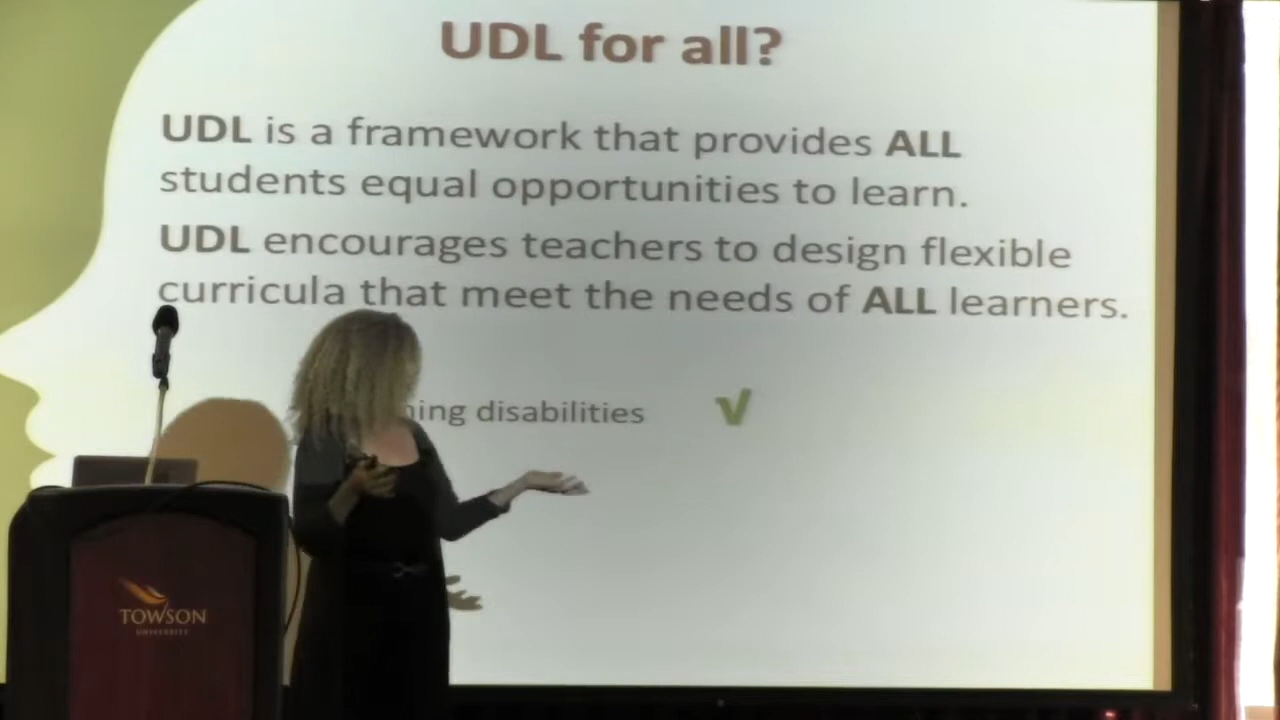 UDL for all?
UDL is a framework that provides ALL
students equal opportunities to learn.
UDL encourages teachers to design flexible
curricula that meet the needs of ALL learners.
disabilities
TOWSON
UNIVERSITY